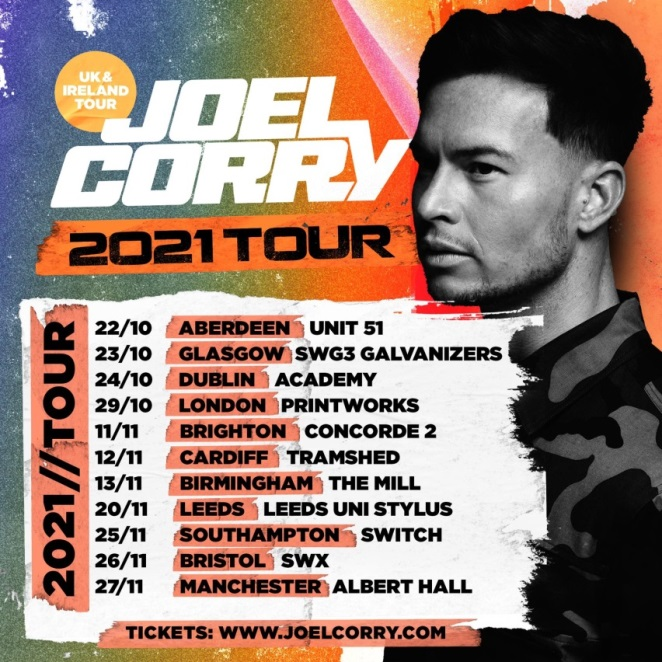 UK &
IRELAND
TOUR
JOEL
CORRY
2021 TOUR
2021//TOUR
22/10 ABERDEEN UNIT 51
23/10 GLASGOW SWG3 GALVANIZERS
24/10 DUBLIN ACADEMY
29/10 LONDON PRINTWORKS
11/11 BRIGHTON CONCORDE 2
12/11 CARDIFF TRAMSHED
13/11 BIRMINGHAM THE MILL
20/11 LEEDS LEEDS UNI STYLUS
25/11 SOUTHAMPTON SWITCH
26/11 BRISTOL SWX
27/11 MANCHESTER ALBERT HALL
TICKETS: WWW.JOELCORRY.COM